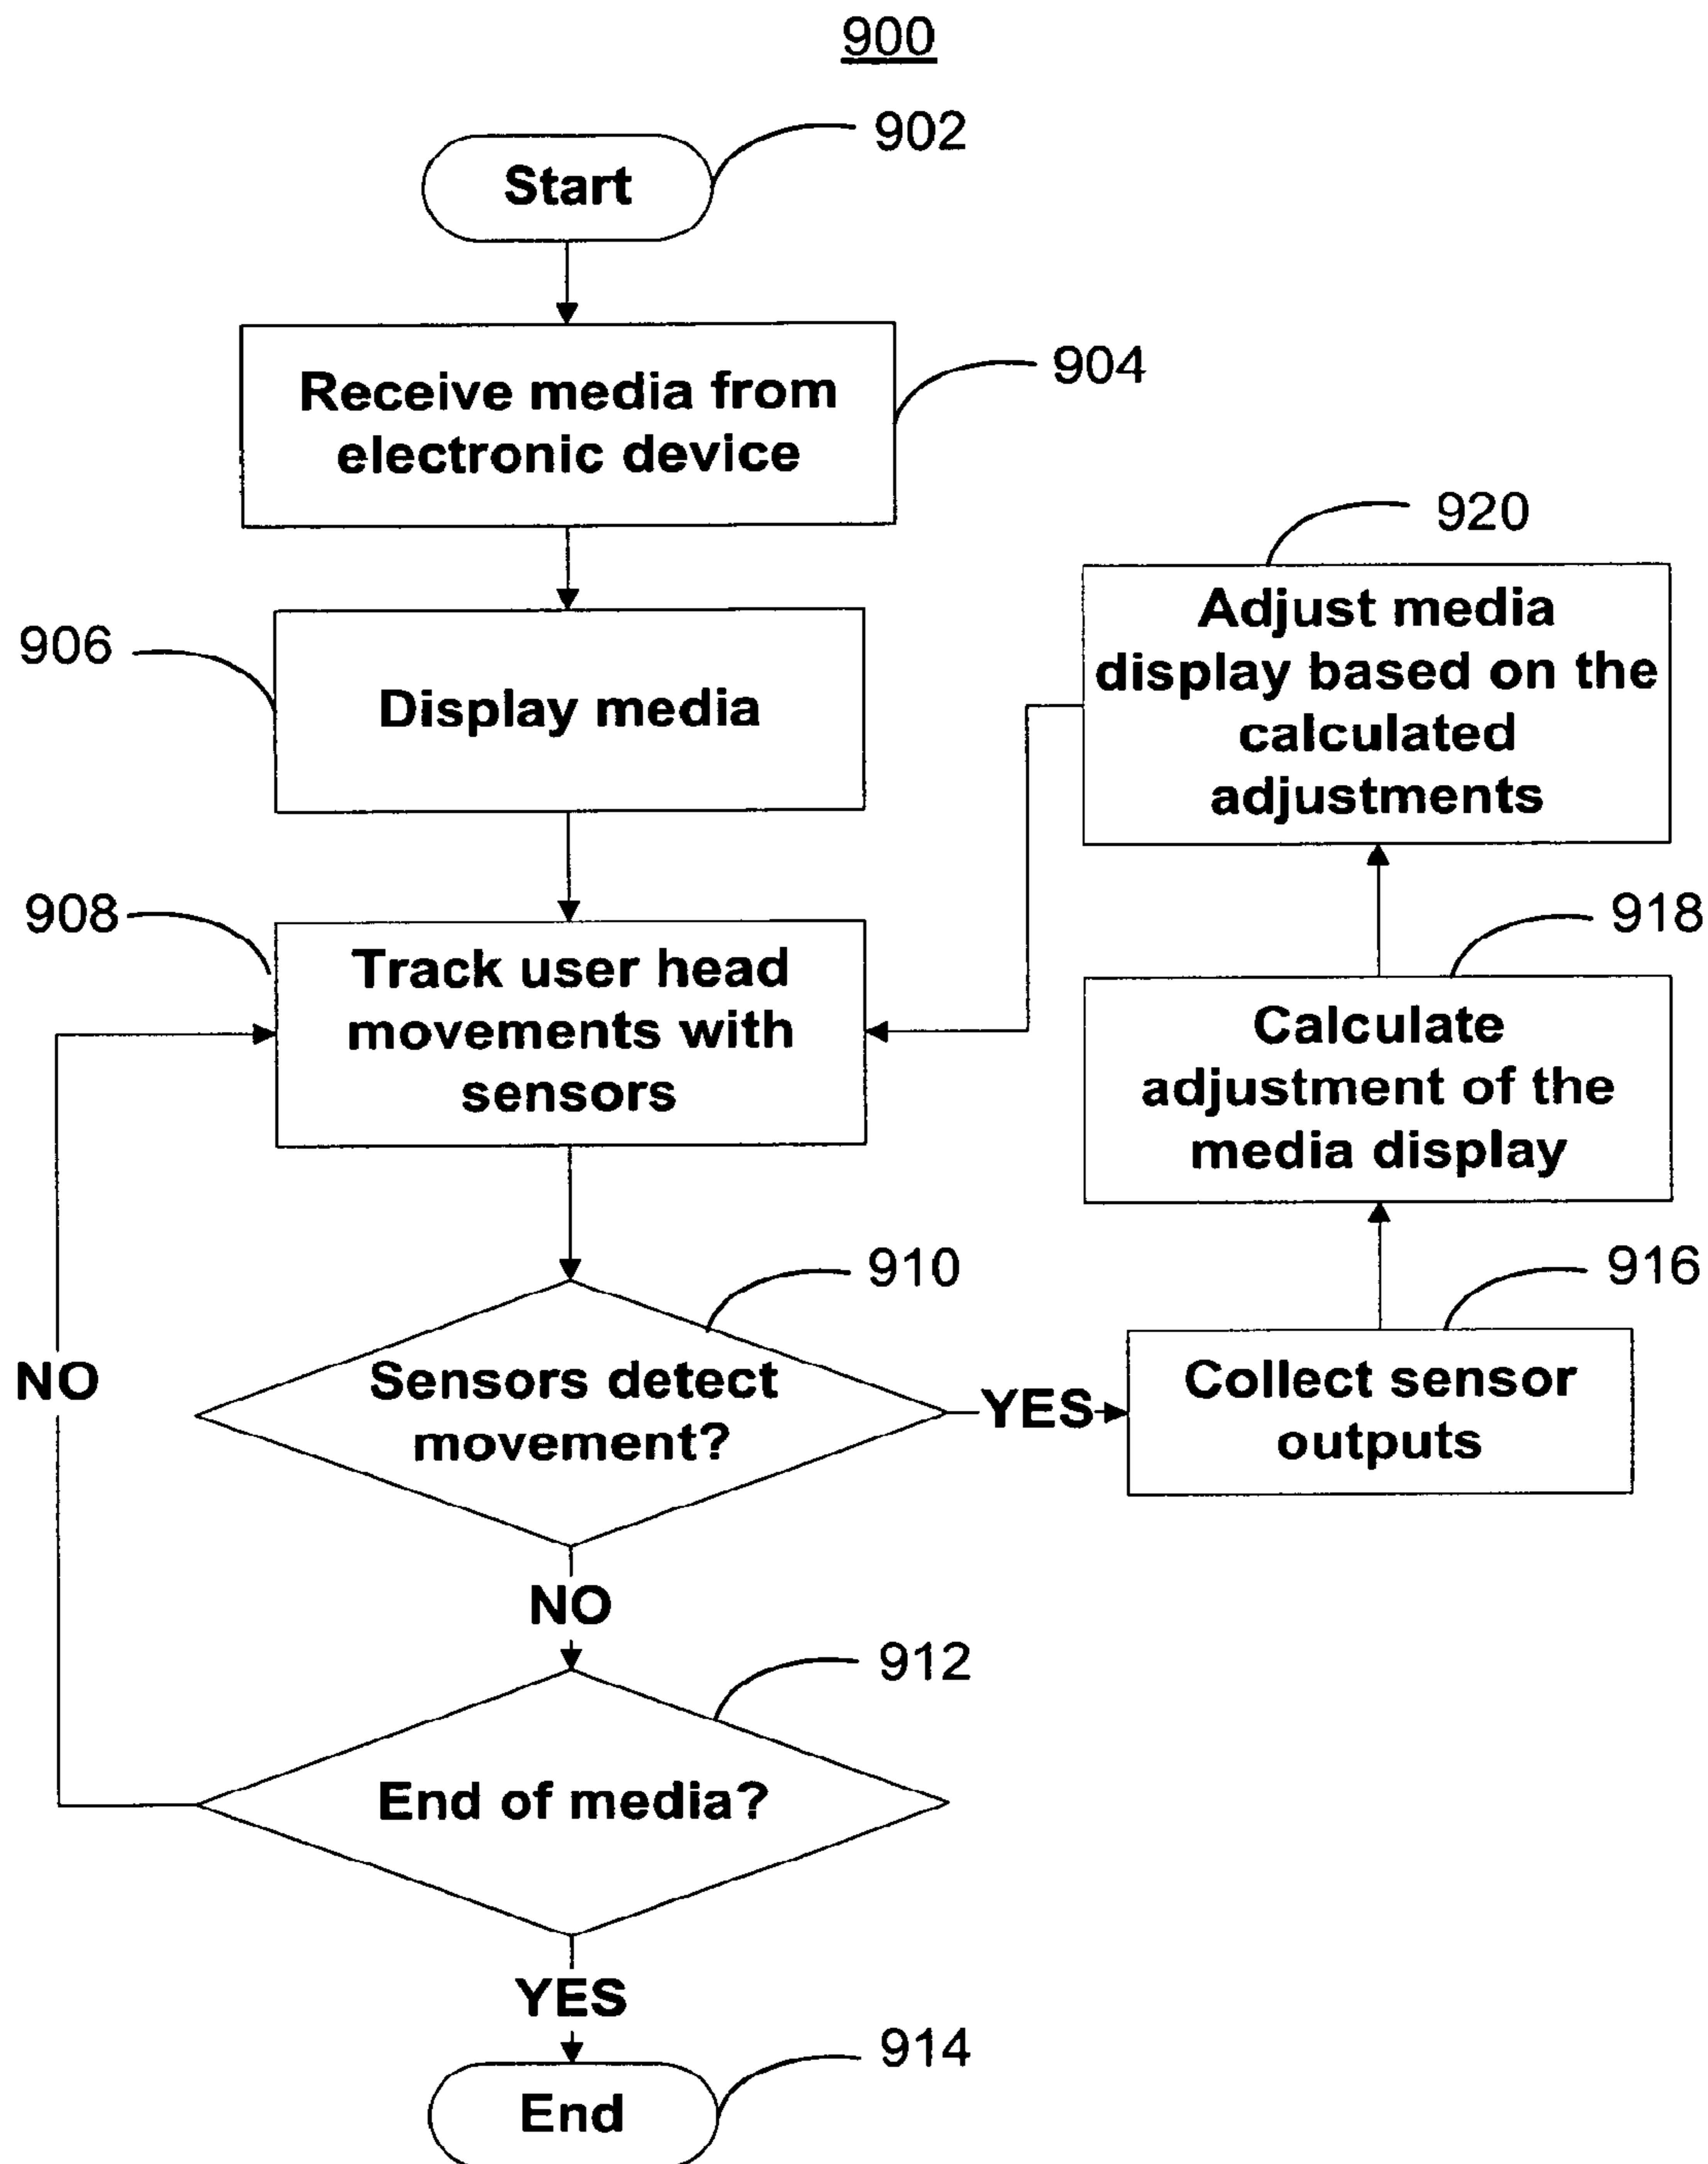 900
902
Start
904
Receive media from
electronic device
906
Display media
908
Track user head
movements with
sensors
910
Sensors detect
movement?
YES
NO
912
End of media?
NO
YES
914
End
916
Collect sensor
outputs
918
Calculate
adjustment of the
media display
920
Adjust media
display based on the
calculated
adjustments